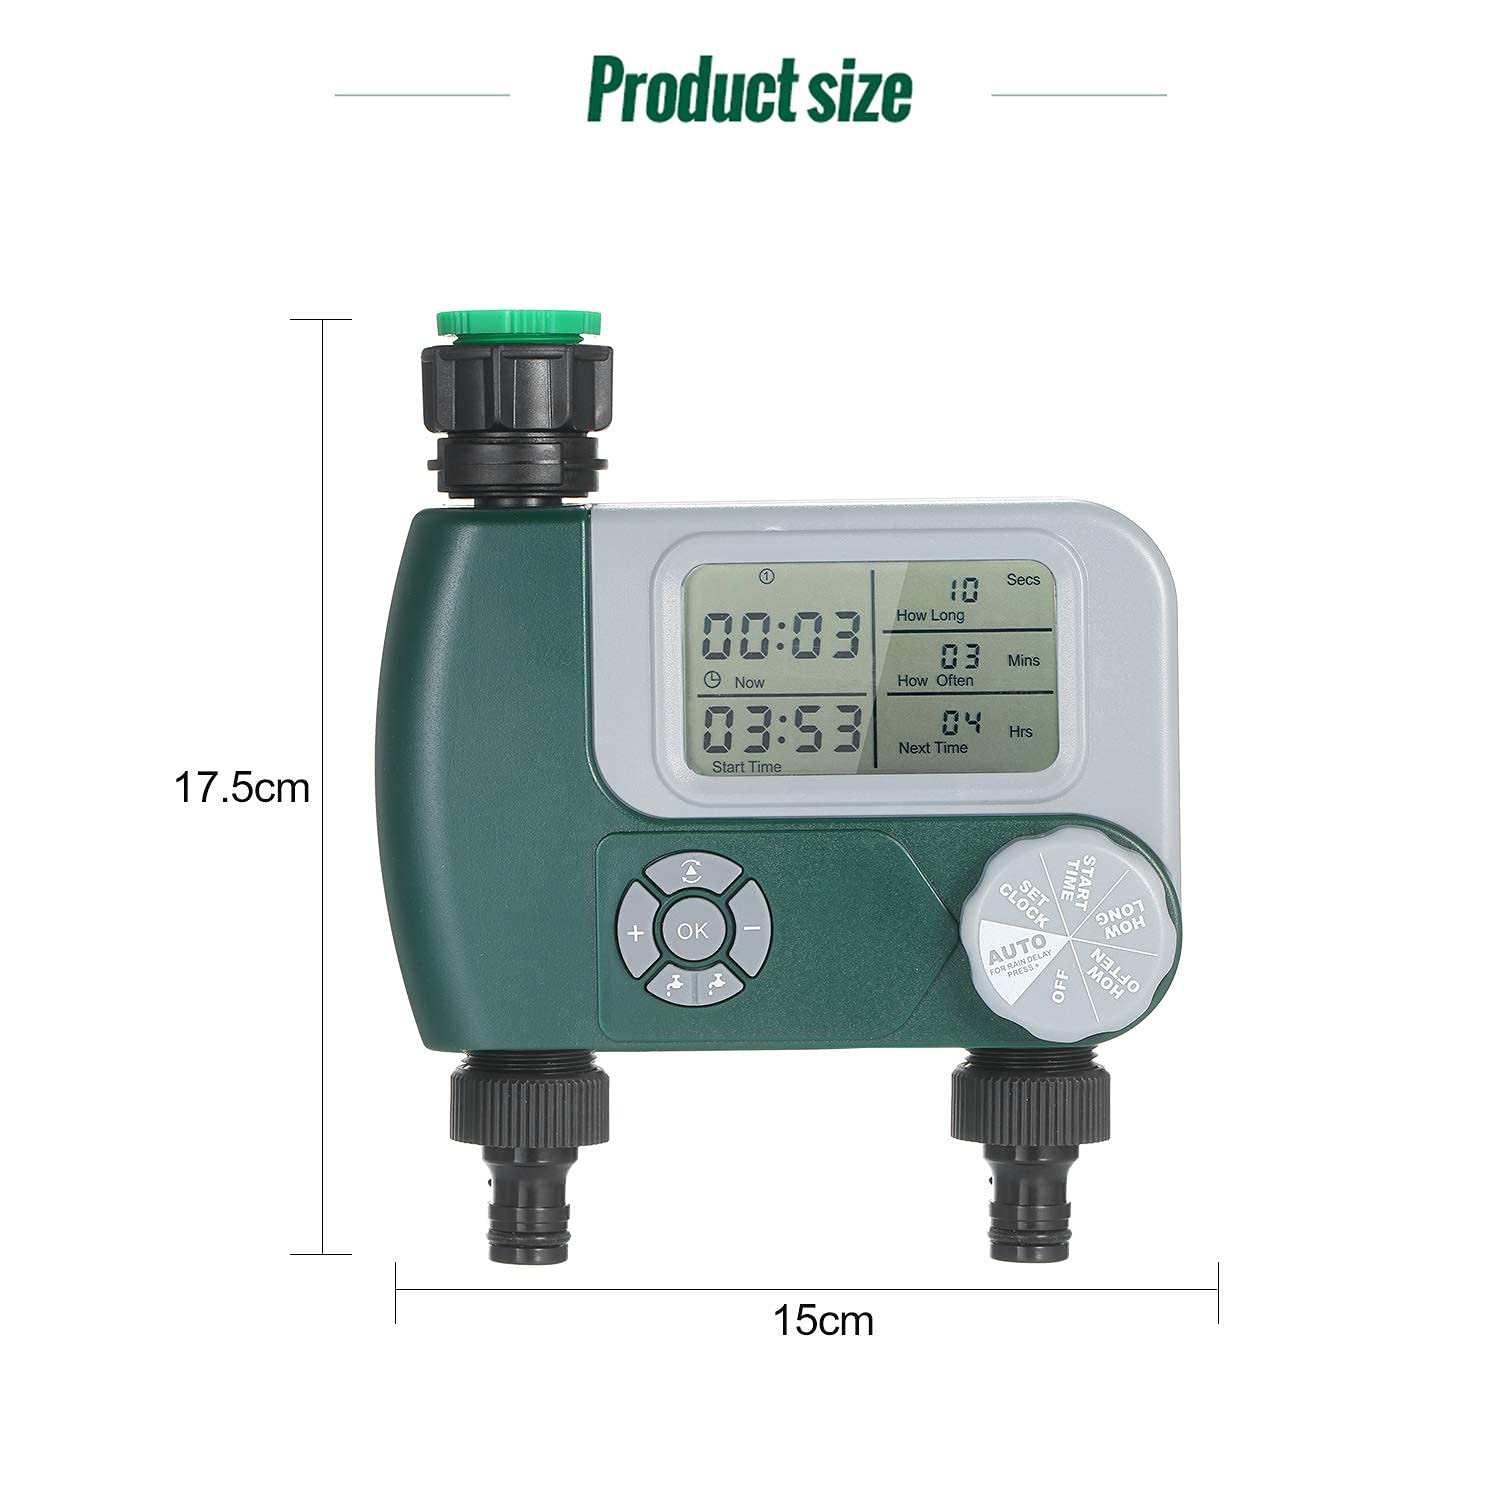 Product size
17.5cm
1
00:03
Now
03:53
Start Time
10 Secs
How Long
03 Mins
How Often
04 Hrs
Next Time
+
OK
−
SET
CLOCK
START
TIME
HOW
LONG
HOW
OFTEN
OFF
AUTO
FOR RAIN DELAY
PRESS +
15cm